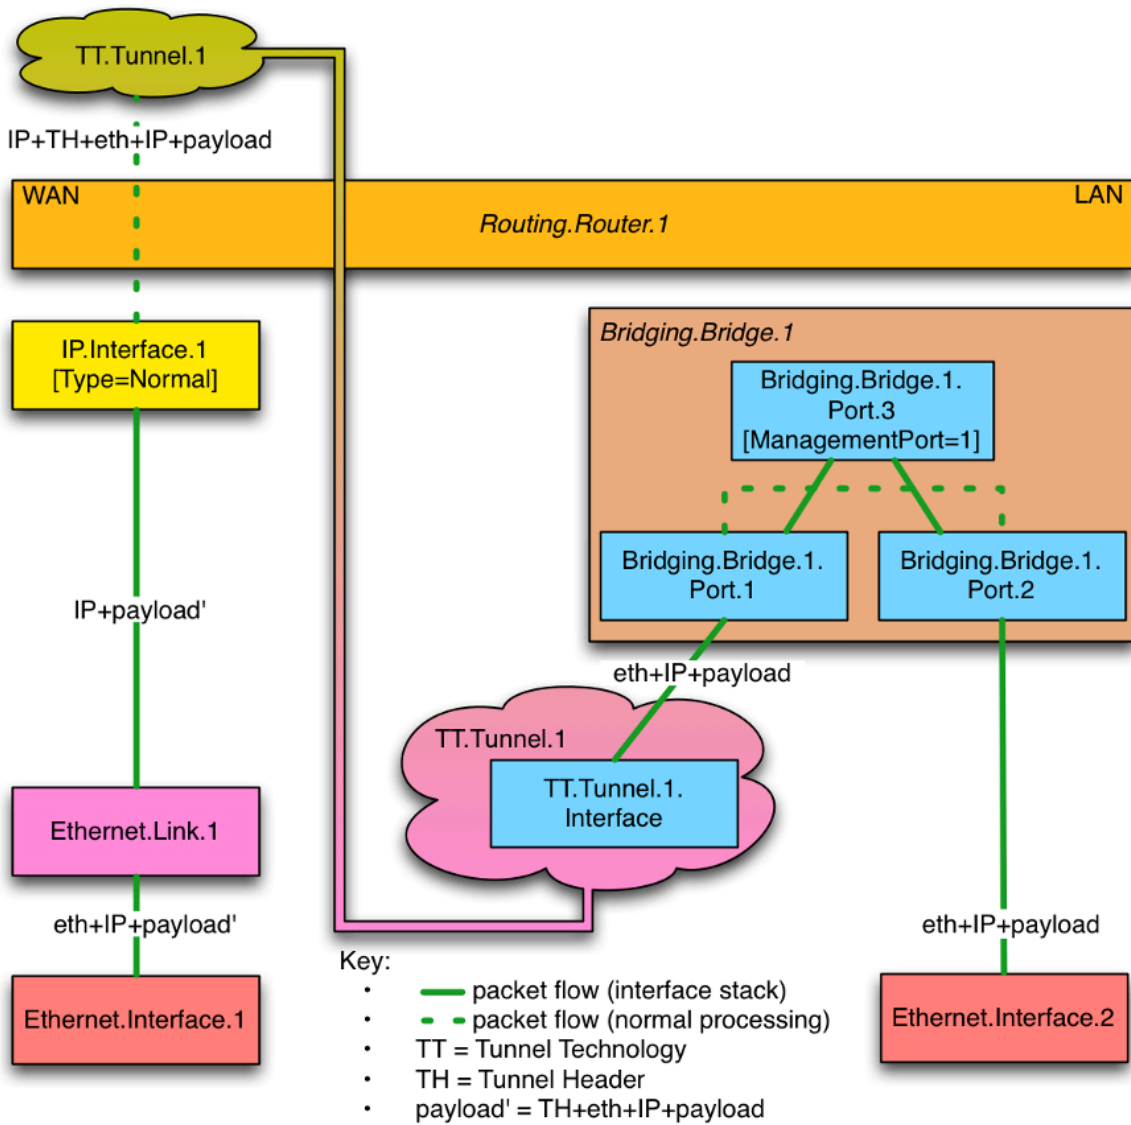 TT.Tunnel.1
IP+TH+eth+IP+payload
WAN
LAN
Routing.Router.1
IP.Interface.1
[Type=Normal]
Bridging.Bridge.1
Bridging.Bridge.1.
Port.3
[ManagementPort=1]
Bridging.Bridge.1.
Port.1
Bridging.Bridge.1.
Port.2
IP+payload'
eth+IP+payload
TT.Tunnel.1
TT.Tunnel.1.
Interface
Ethernet.Link.1
eth+IP+payload'
eth+IP+payload
Ethernet.Interface.1
Ethernet.Interface.2
Key:
• packet flow (interface stack)
• packet flow (normal processing)
• TT = Tunnel Technology
• TH = Tunnel Header
• payload' = TH+eth+IP+payload